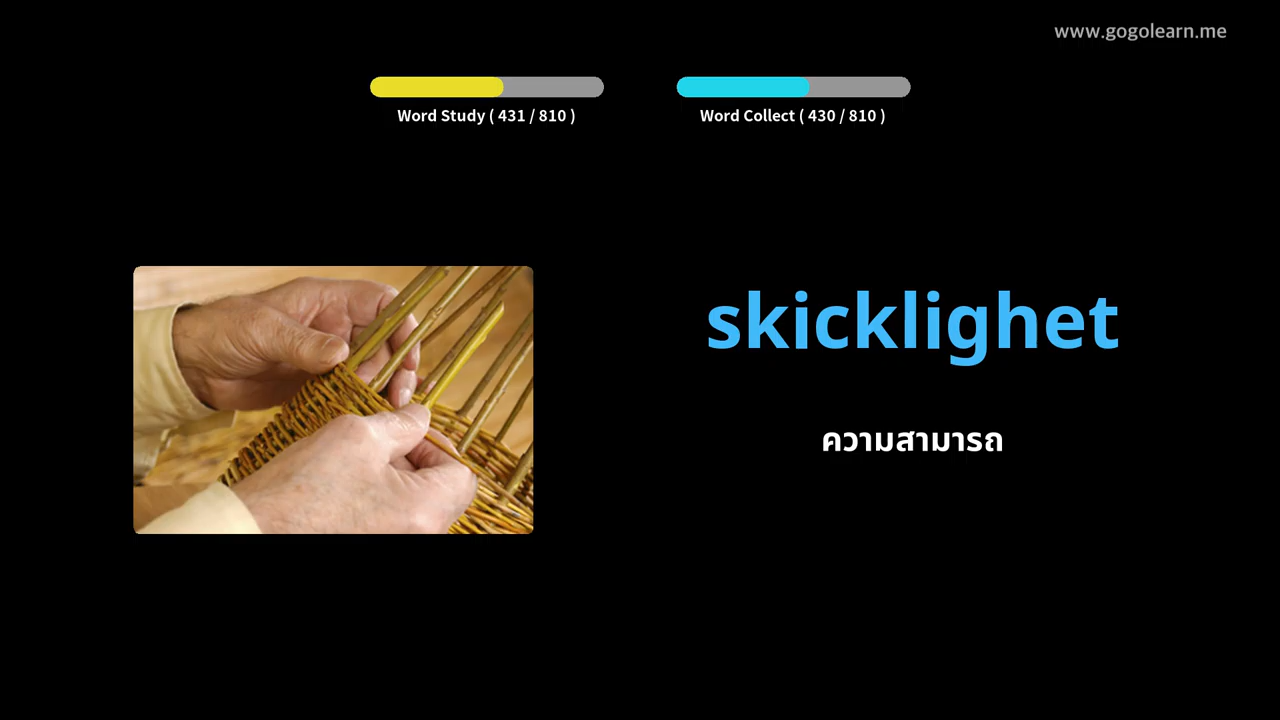 www.gogolearn.me
Word Study ( 431 / 810 )
Word Collect ( 430 / 810 )
skicklighet
ความสามารถ